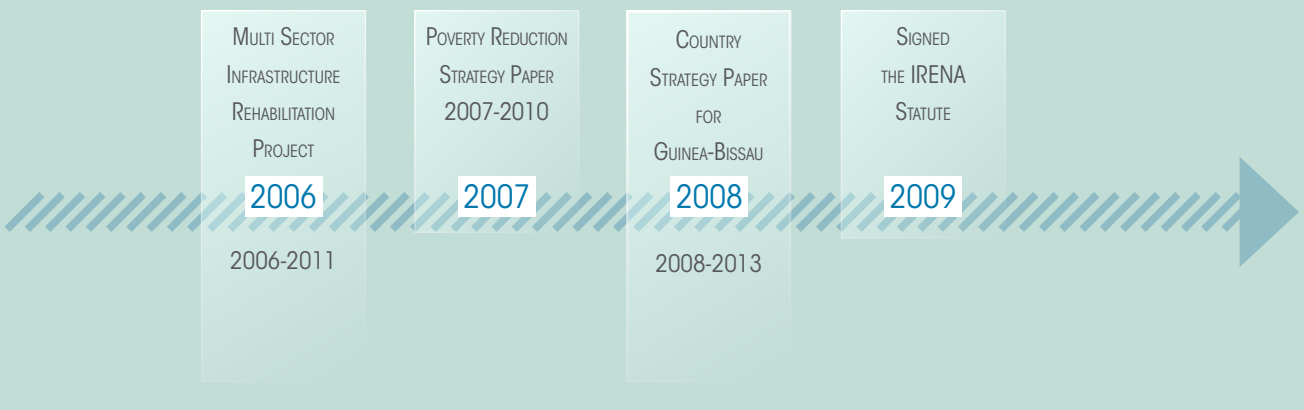 Multi Sector
Infrastructure
Rehabilitation
Project
2006
2006-2011
Poverty Reduction
Strategy Paper
2007-2010
2007
Country
Strategy Paper
for
Guinea-Bissau
2008
2008-2013
Signed
the IRENA
Statute
2009